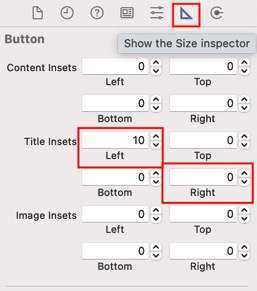 Button
Show the Size inspector
Content Insets 0 0
Left Top
0 0
Bottom Right
Title Insets 10 0
Left Top
0 0
Bottom Right
Image Insets 0 0
Left Top
0 0
Bottom Right